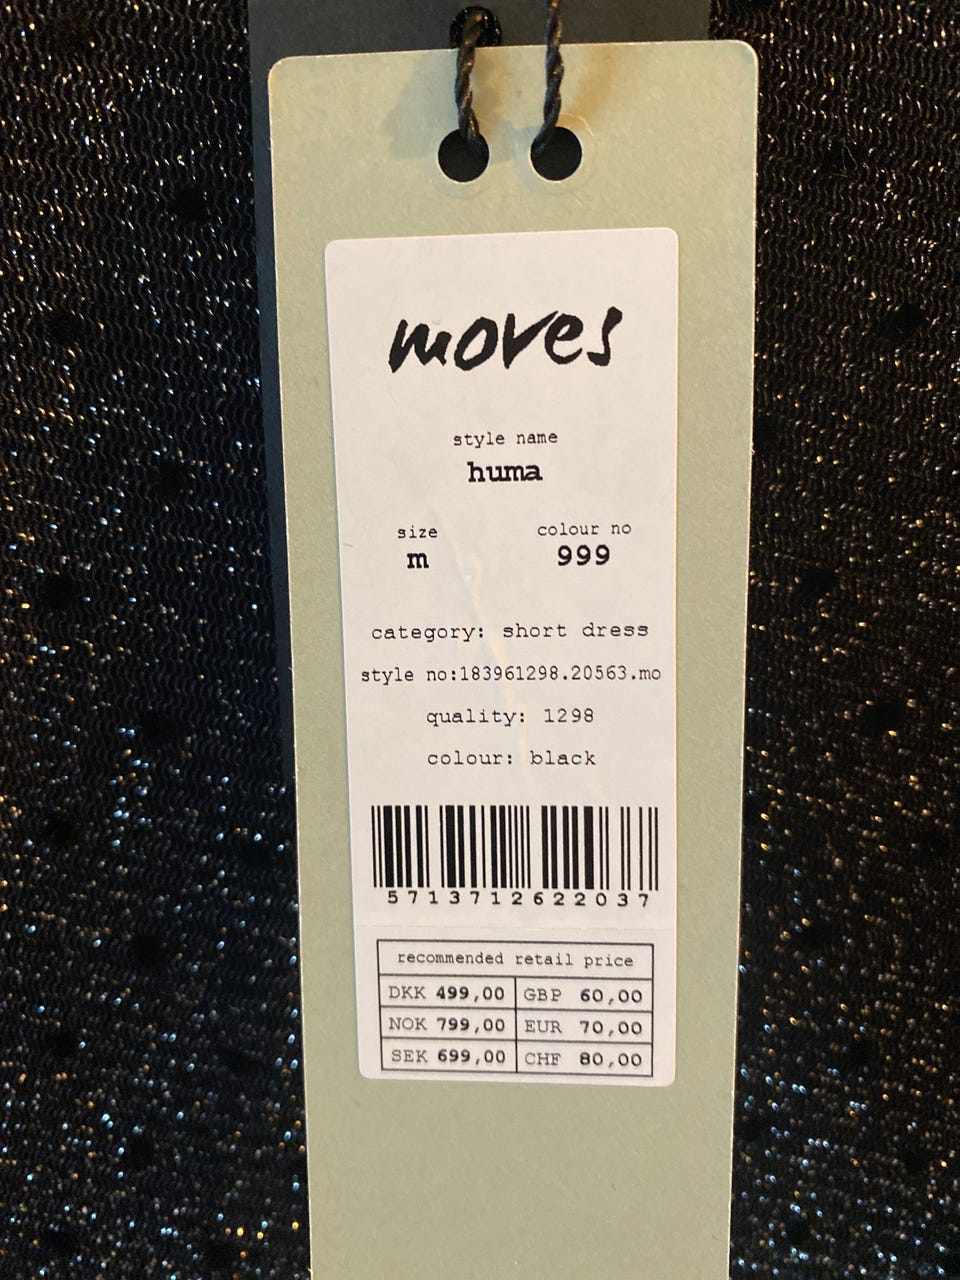 moves
style name
huma
size colour no
m 999
category: short dress
style no:183961298.20563.mo
quality: 1298
colour: black
5713712622037
recommended retail price
DKK 499,00 GBP 60,00
NOK 799,00 EUR 70,00
SEK 699,00 CHF 80,00